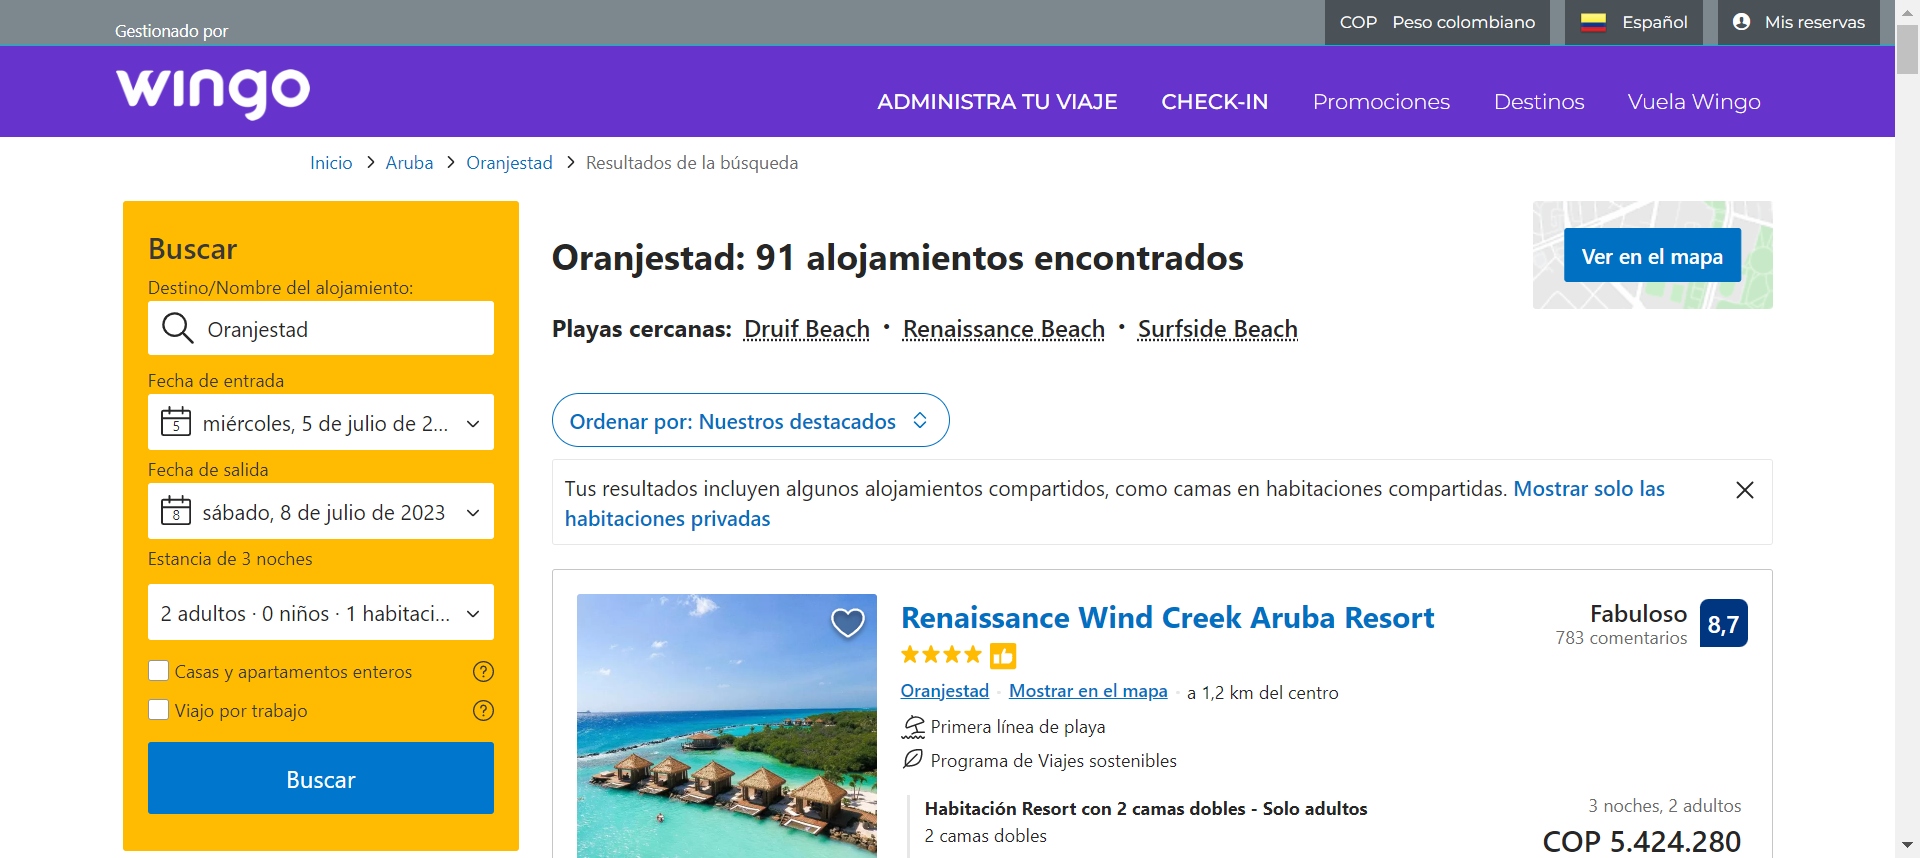 Gestionado por
COP Peso colombiano
Español
Mis reservas
wingo
ADMINISTRA TU VIAJE
CHECK-IN
Promociones
Destinos
Vuela Wingo
Inicio > Aruba > Oranjestad > Resultados de la búsqueda
Buscar
Destino/Nombre del alojamiento:
Oranjestad
Fecha de entrada
5
miércoles, 5 de julio de 2...
Fecha de salida
8
sábado, 8 de julio de 2023
Estancia de 3 noches
2 adultos · 0 niños · 1 habitaci...
Casas y apartamentos enteros
?
Viajo por trabajo
?
Buscar
Oranjestad: 91 alojamientos encontrados
Ver en el mapa
Playas cercanas: Druif Beach · Renaissance Beach · Surfside Beach
Ordenar por: Nuestros destacados
Tus resultados incluyen algunos alojamientos compartidos, como camas en habitaciones compartidas. Mostrar solo las
habitaciones privadas
Renaissance Wind Creek Aruba Resort
Fabuloso
783 comentarios
8,7
Oranjestad · Mostrar en el mapa · a 1,2 km del centro
Primera línea de playa
Programa de Viajes sostenibles
Habitación Resort con 2 camas dobles - Solo adultos
2 camas dobles
3 noches, 2 adultos
COP 5.424.280